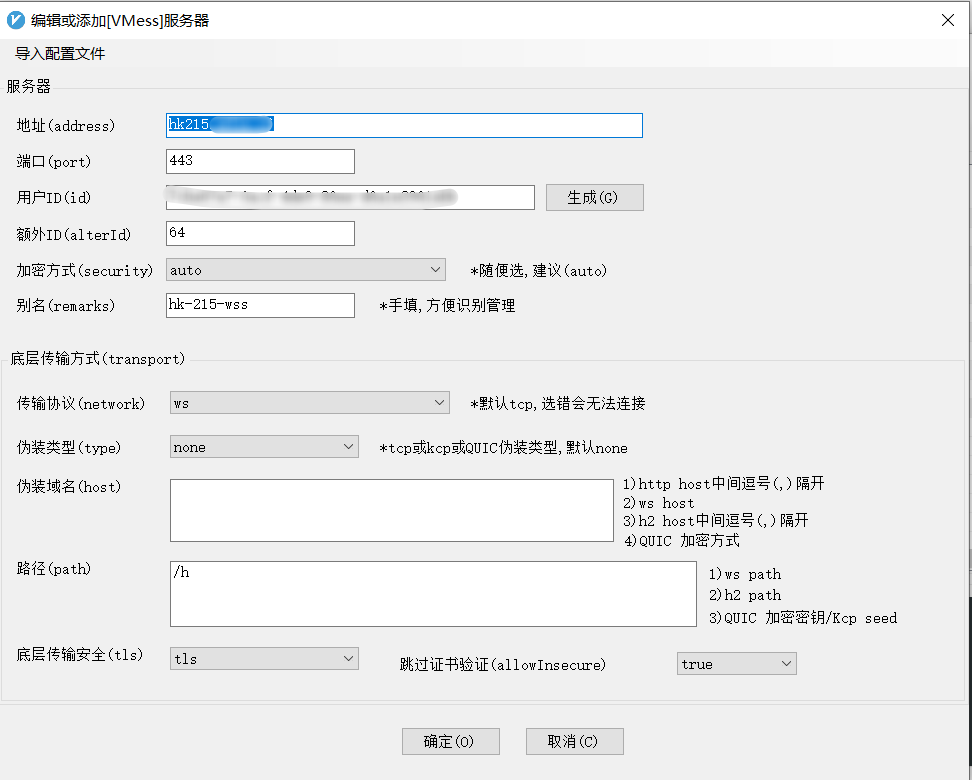 编辑或添加[VMess]服务器
导入配置文件
服务器
地址(address) hk215
端口(port) 443
用户ID(id) 生成(G)
额外ID(alterId) 64
加密方式(security) auto *随便选,建议(auto)
别名(remarks) hk-215-wss *手填,方便识别管理
底层传输方式(transport)
传输协议(network) ws *默认tcp,选错会无法连接
伪装类型(type) none *tcp或kcp或QUIC伪装类型,默认none
伪装域名(host)
1)http host中间逗号(,)隔开
2)ws host
3)h2 host中间逗号(,)隔开
4)QUIC 加密方式
路径(path) /h
1)ws path
2)h2 path
3)QUIC 加密密钥/Kcp seed
底层传输安全(tls) tls 跳过证书验证(allowInsecure) true
确定(O) 取消(C)